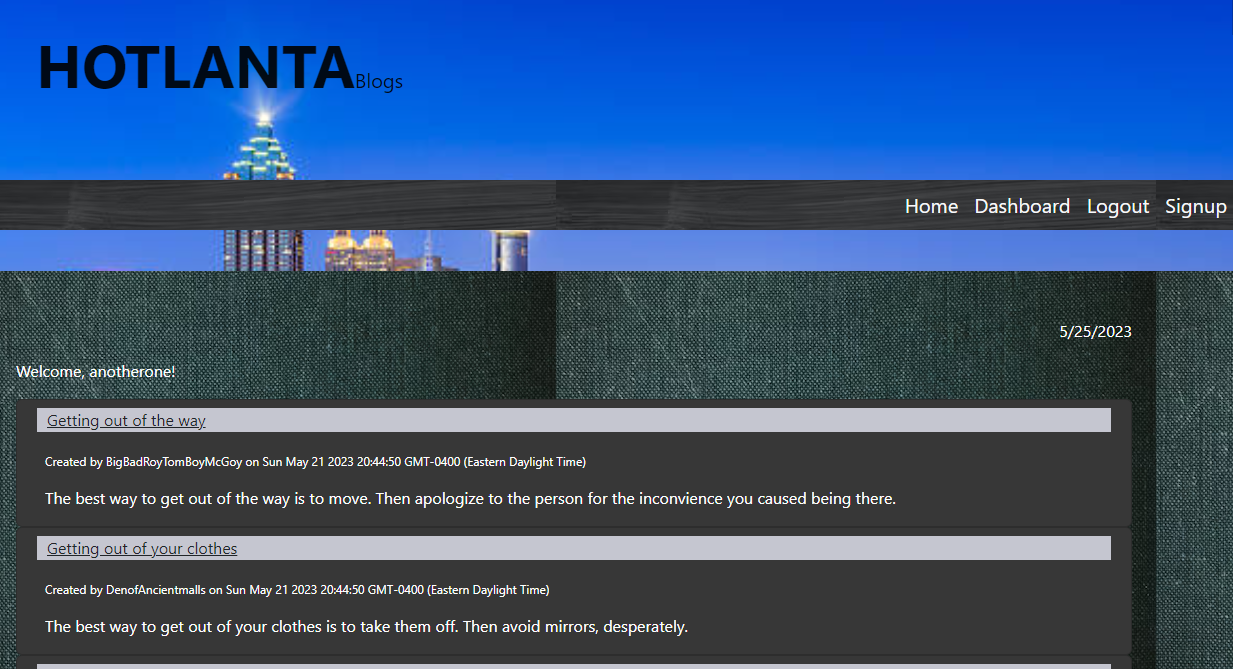 HOTLANTABlogs
Home Dashboard Logout Signup
5/25/2023
Welcome, anotherone!
Getting out of the way
Created by BigBadRoyTomBoyMcGoy on Sun May 21 2023 20:44:50 GMT-0400 (Eastern Daylight Time)
The best way to get out of the way is to move. Then apologize to the person for the inconvience you caused being there.
Getting out of your clothes
Created by DenofAncientmalls on Sun May 21 2023 20:44:50 GMT-0400 (Eastern Daylight Time)
The best way to get out of your clothes is to take them off. Then avoid mirrors, desperately.